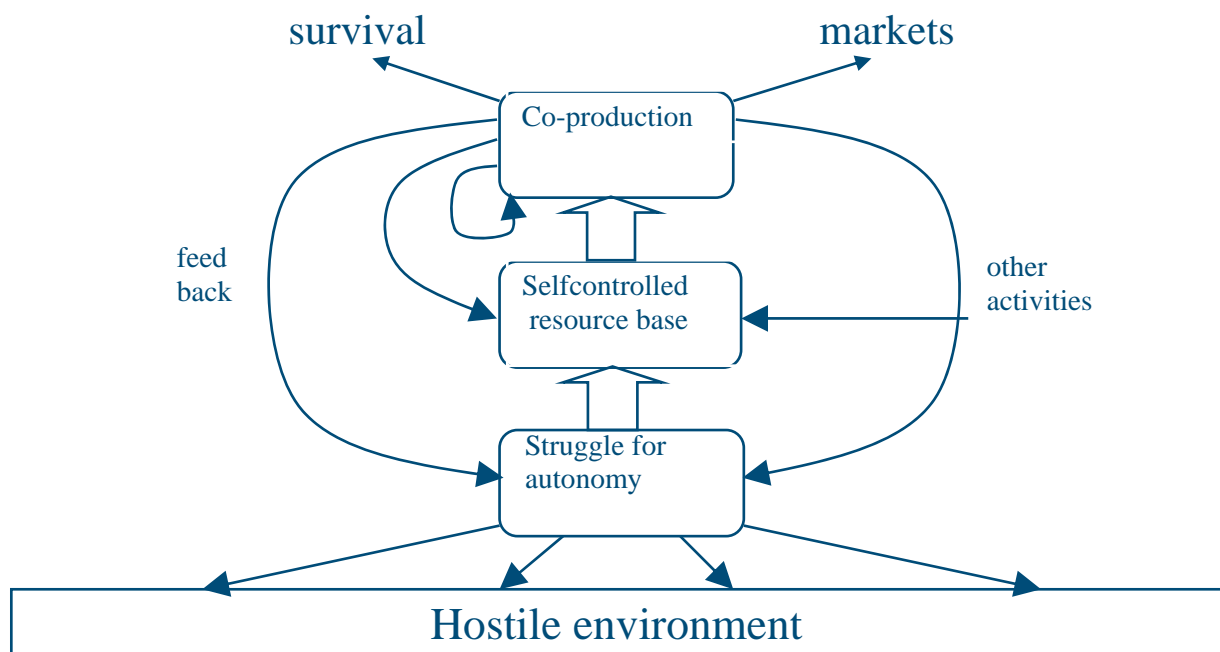 survival
markets
Co-production
feed
back
Selfcontrolled
resource base
other
activities
Struggle for
autonomy
Hostile environment